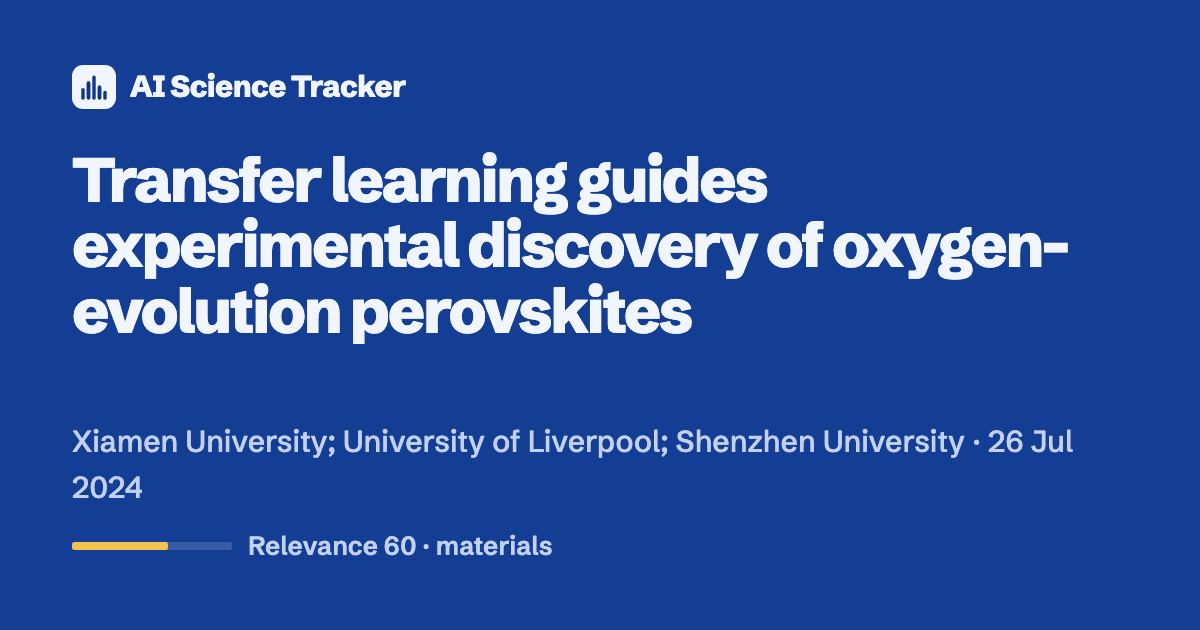 AI Science Tracker
Transfer learning guides
experimental discovery of oxygen-
evolution perovskites
Xiamen University; University of Liverpool; Shenzhen University · 26 Jul
2024
Relevance 60 · materials